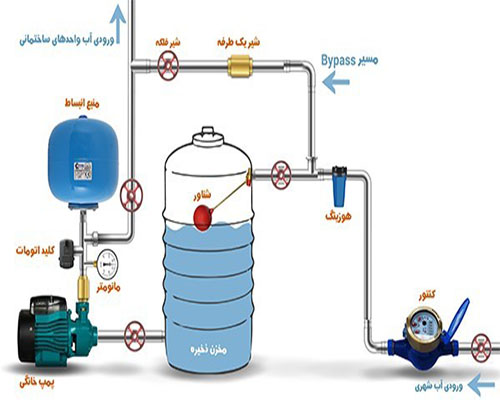 ورودی آب واحدهای ساختمانی
شیر فلکه
شیر یک طرفه
مسیر Bypass
منبع انبساط
شناور
هوزینگ
کلید اتومات
مانومتر
کنتور
مخزن ذخیره
پمپ خانگی
ورودی آب شهری